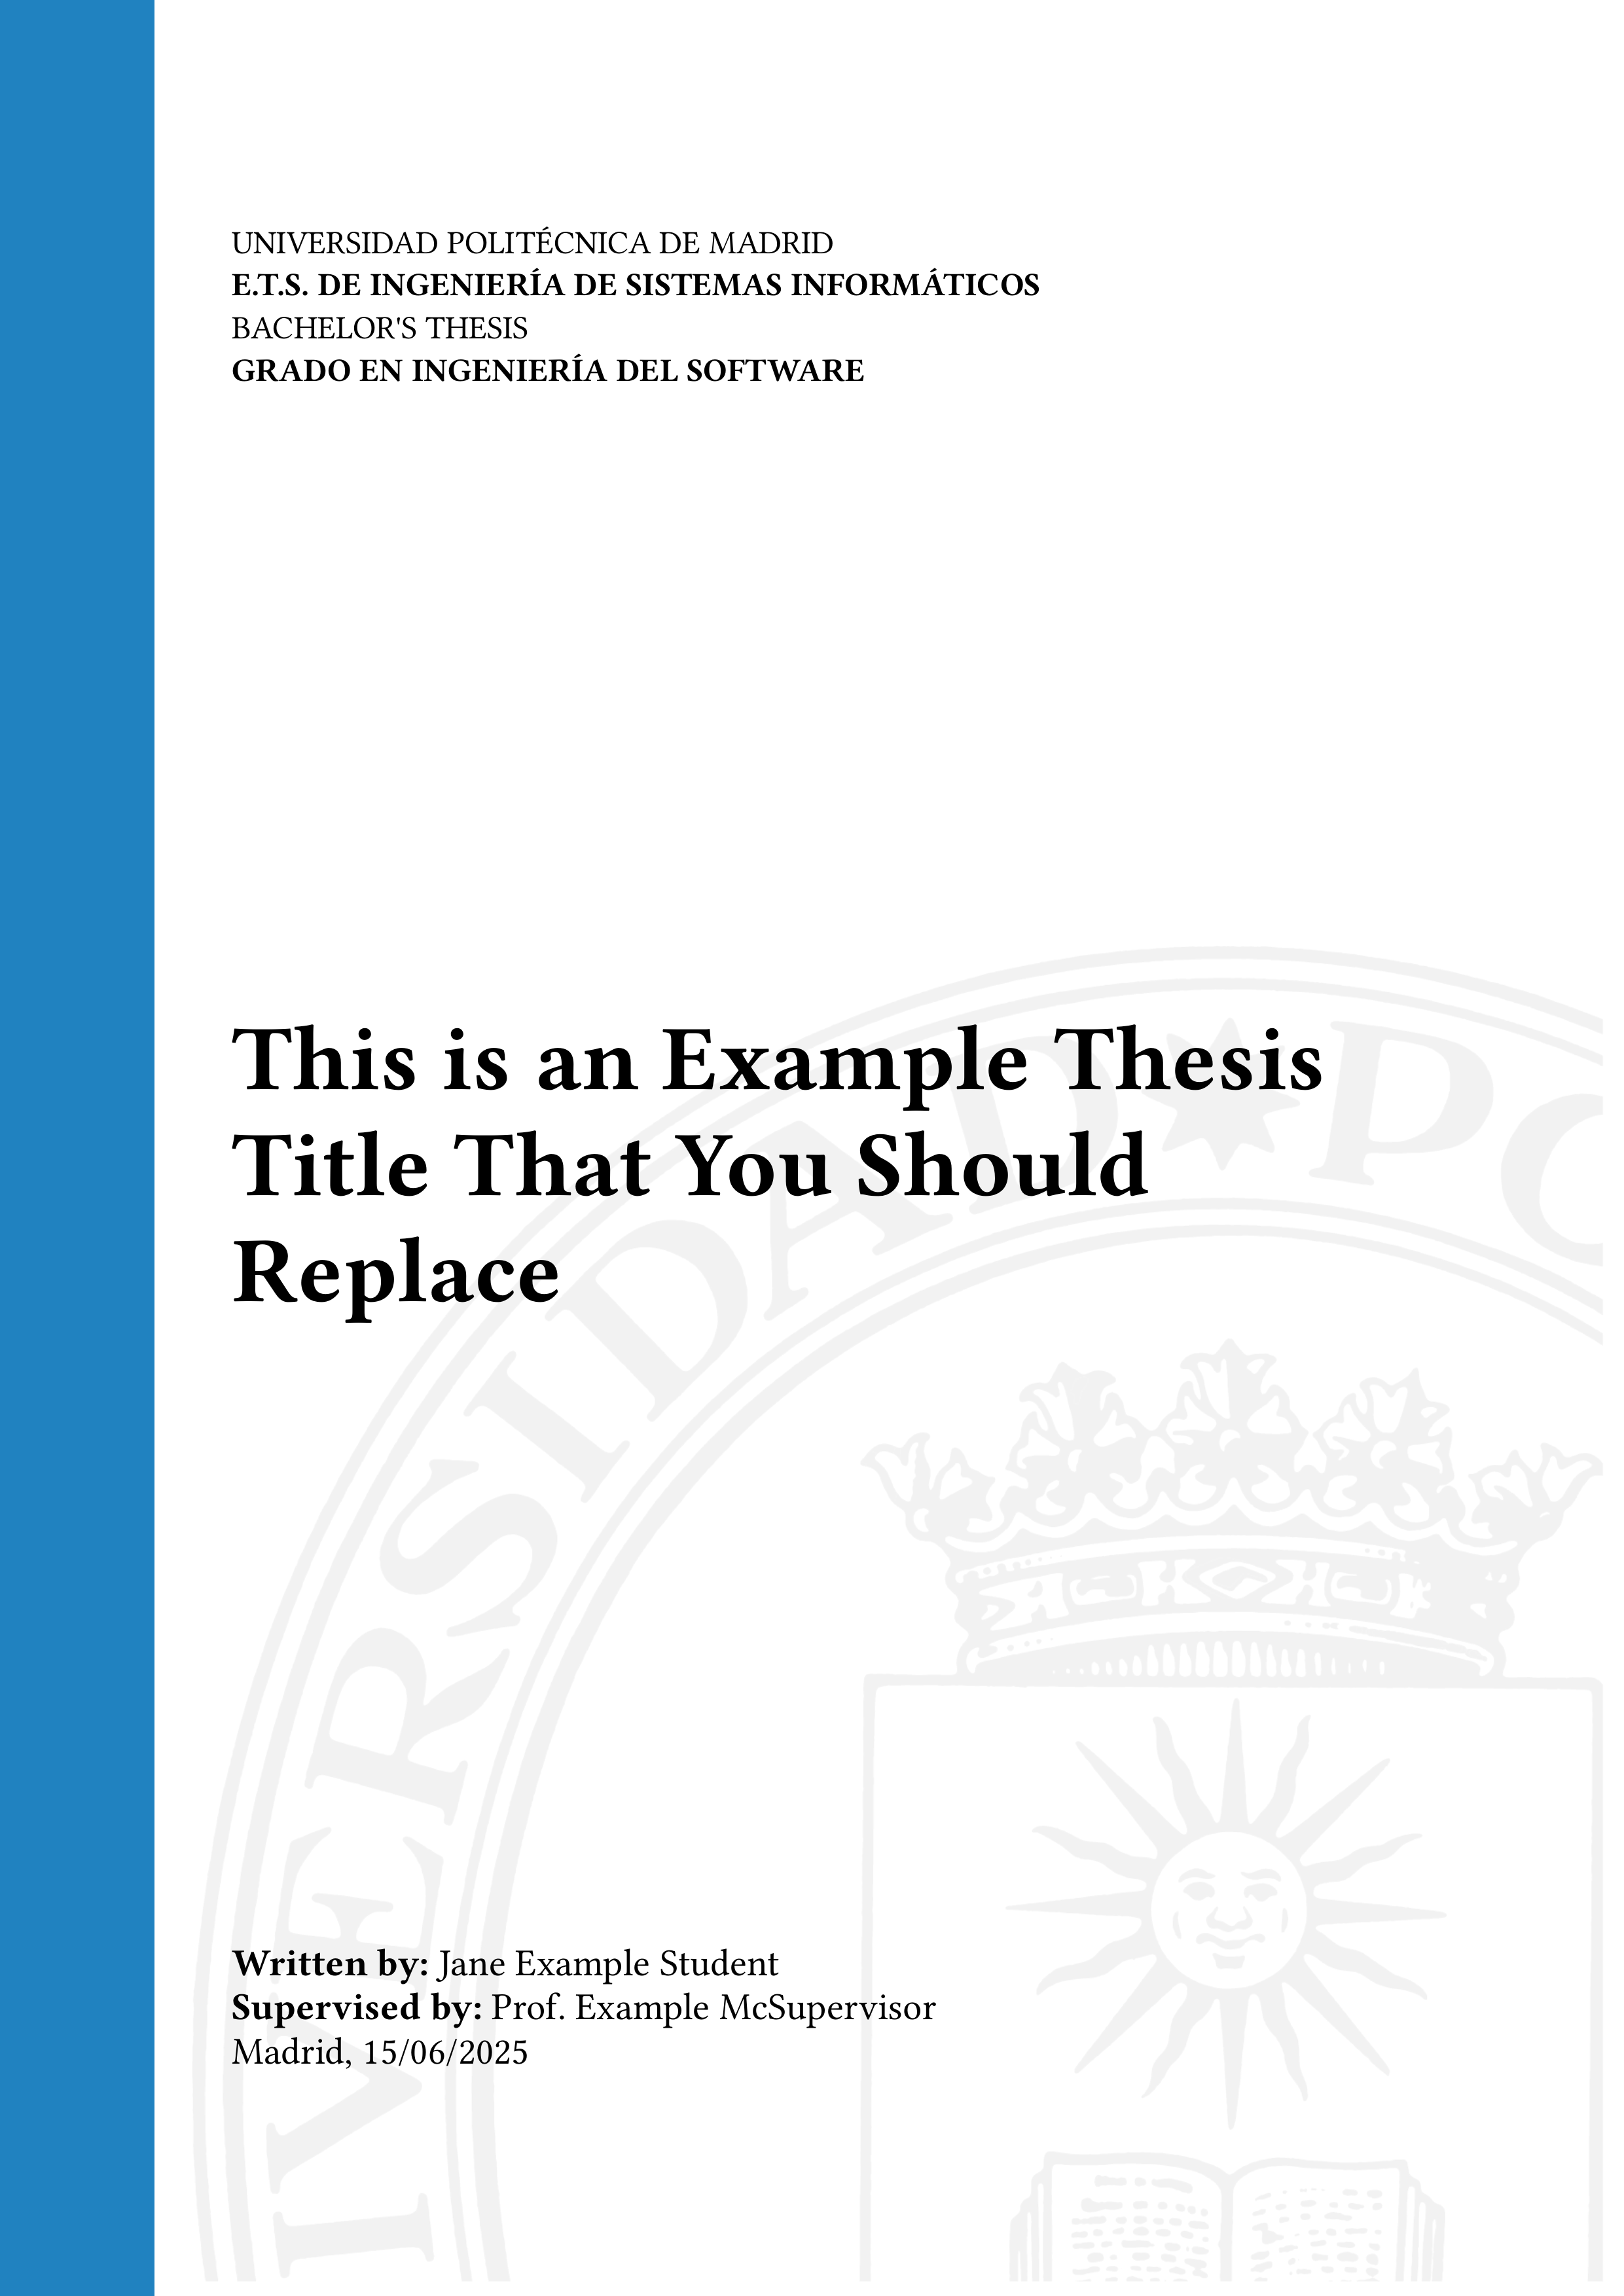 UNIVERSIDAD POLITÉCNICA DE MADRID
E.T.S. DE INGENIERÍA DE SISTEMAS INFORMÁTICOS
BACHELOR'S THESIS
GRADO EN INGENIERÍA DEL SOFTWARE
This is an Example Thesis
Title That You Should
Replace
Written by: Jane Example Student
Supervised by: Prof. Example McSupervisor
Madrid, 15/06/2025
IVERSIDAD PO